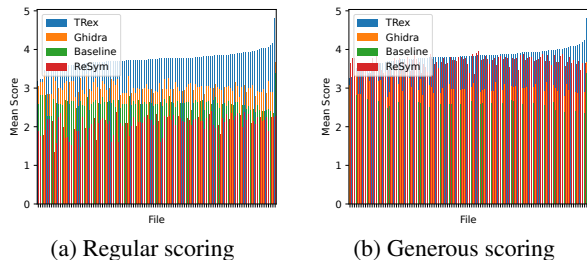 5
4
3
2
1
0
Mean Score
TRex
Ghidra
Baseline
ReSym
File
(a) Regular scoring
5
4
3
2
1
0
Mean Score
TRex
Ghidra
Baseline
ReSym
File
(b) Generous scoring